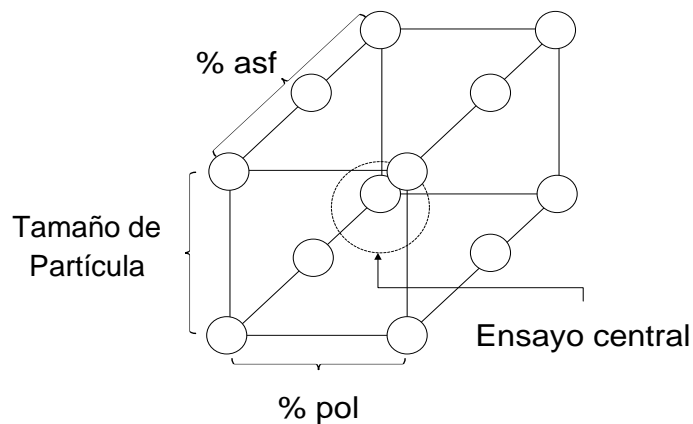 % asf
Tamaño de
Partícula
Ensayo central
% pol